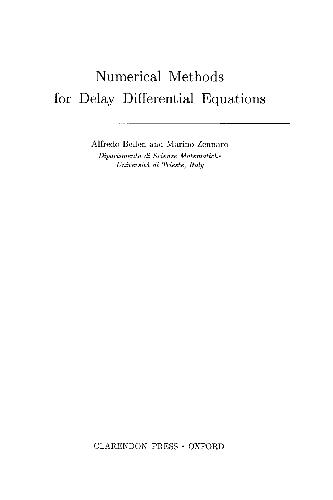 Numerical Methods
for Delay Differential Equations
Alfredo Bellen and Marino Zennaro
Dipartimento di Scienze Matematiche
Università di Trieste, Italy
CLARENDON PRESS • OXFORD